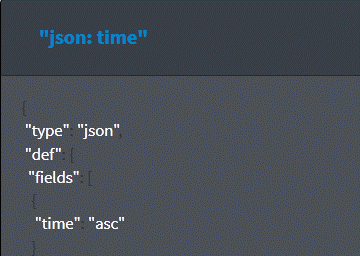 "json: time"
{
"type": "json",
"def": {
"fields": [
{
"time": "asc"
}